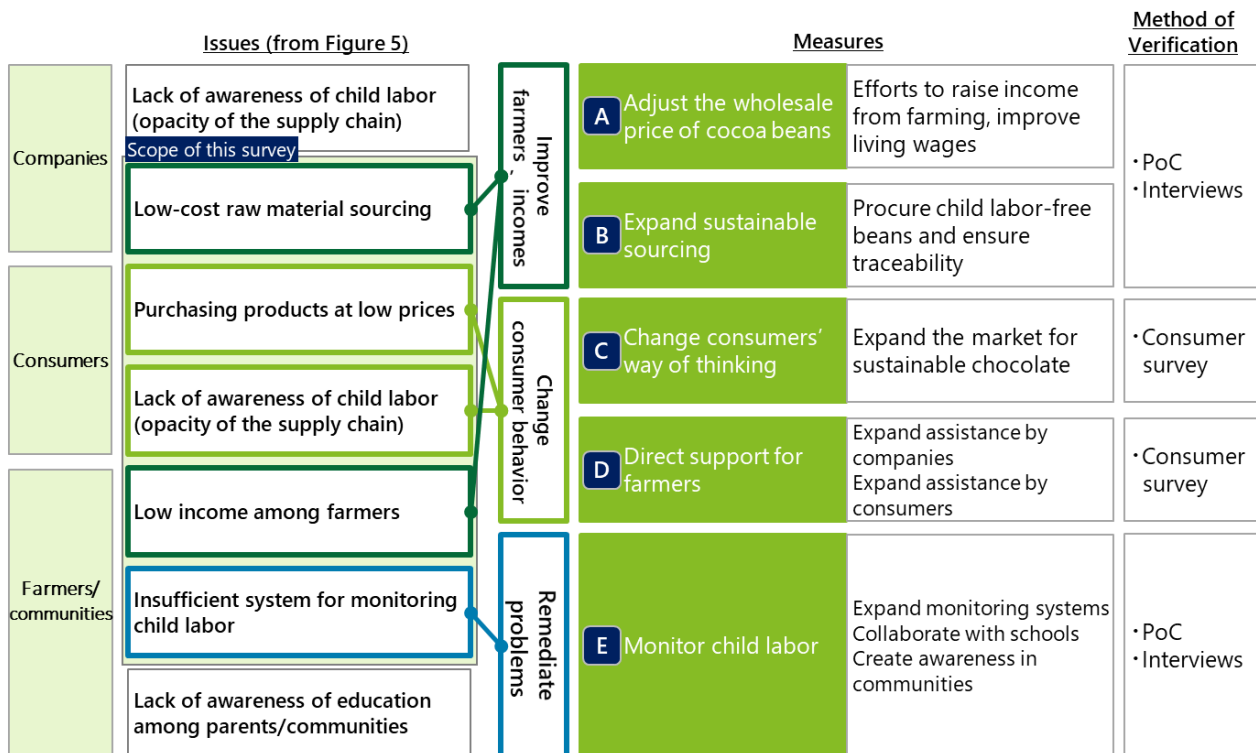 Issues (from Figure 5)
Measures
Method of
Verification
Companies
Lack of awareness of child labor
(opacity of the supply chain)
Scope of this survey
Low-cost raw material sourcing
Consumers
Purchasing products at low prices
Lack of awareness of child labor
(opacity of the supply chain)
Farmers/
communities
Low income among farmers
Insufficient system for monitoring
child labor
Lack of awareness of education
among parents/communities
Improve
farmers、incomes
Change
consumer behavior
Remediate
problems
A
Adjust the wholesale
price of cocoa beans
Efforts to raise income
from farming, improve
living wages
B
Expand sustainable
sourcing
Procure child labor-free
beans and ensure
traceability
・PoC
・Interviews
C
Change consumers’
way of thinking
Expand the market for
sustainable chocolate
・Consumer
survey
D
Direct support for
farmers
Expand assistance by
companies
Expand assistance by
consumers
・Consumer
survey
E
Monitor child labor
Expand monitoring systems
Collaborate with schools
Create awareness in
communities
・PoC
・Interviews